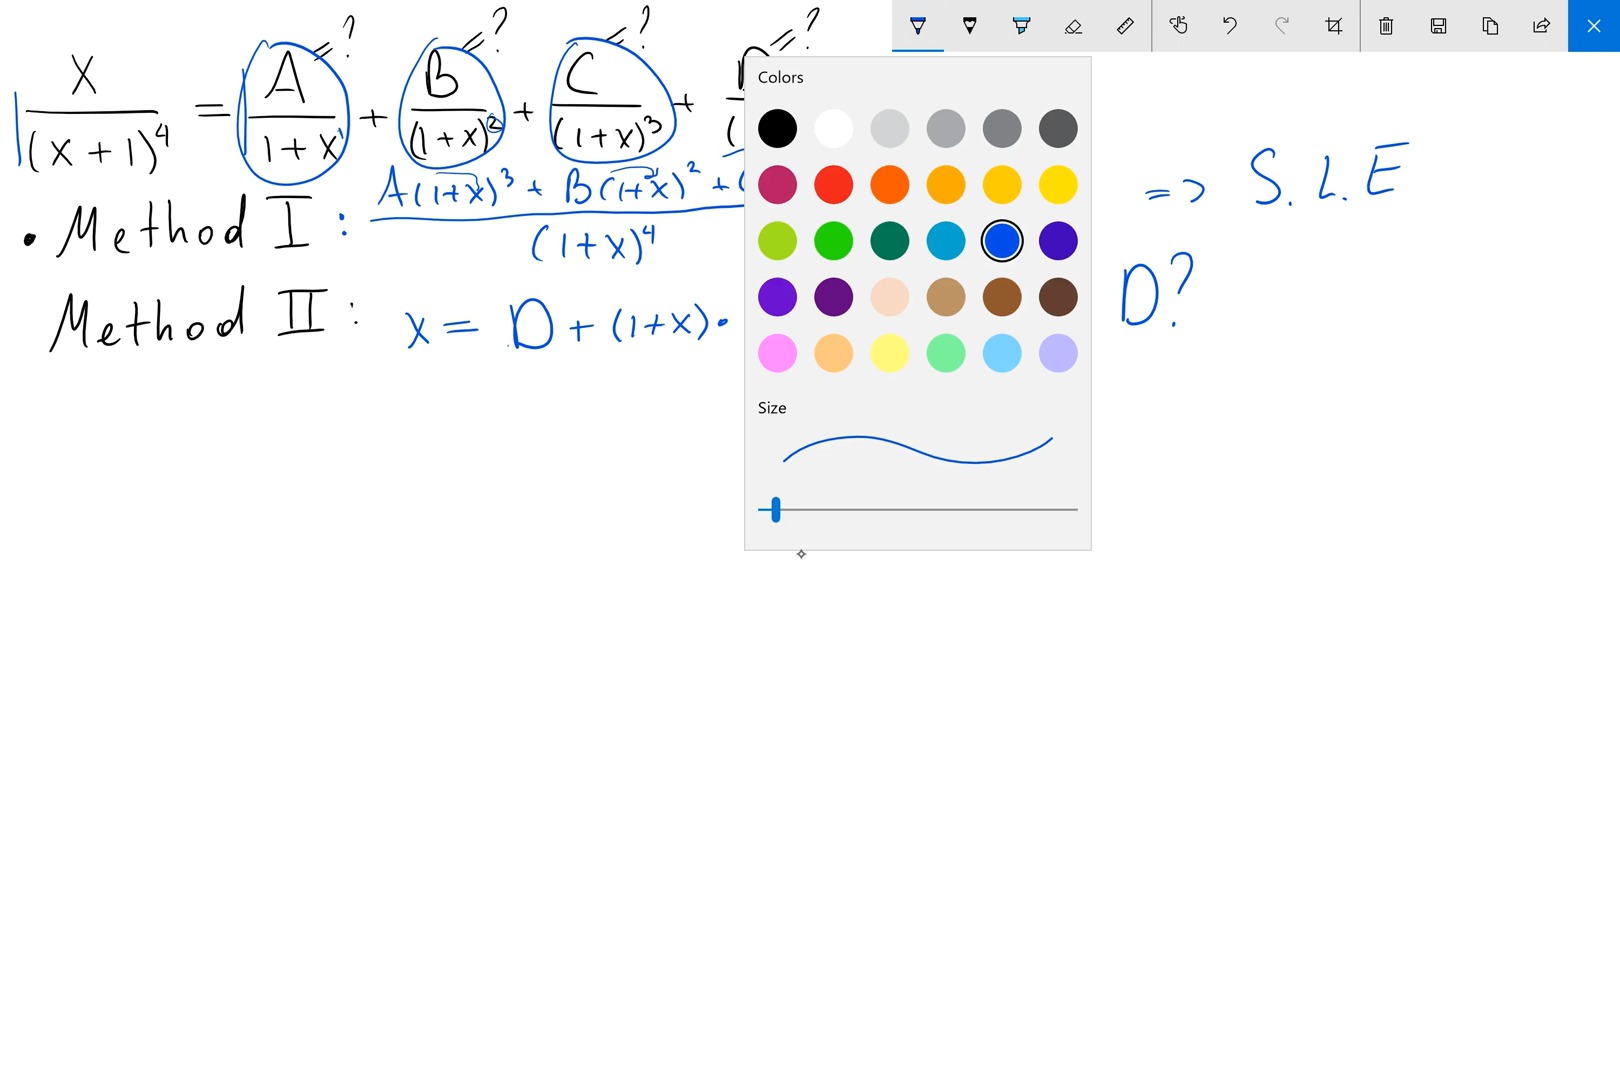 x/(x+1)^4 = A/(1+x)^1 + B/(1+x)^2 + C/(1+x)^3 +
=? =? =? =?
• Method I : (A(1+x)^3 + B(1+x)^2 + /(1+x)^4 => S.L.E
Method II : x = D + (1+x)• D?
Colors
Size